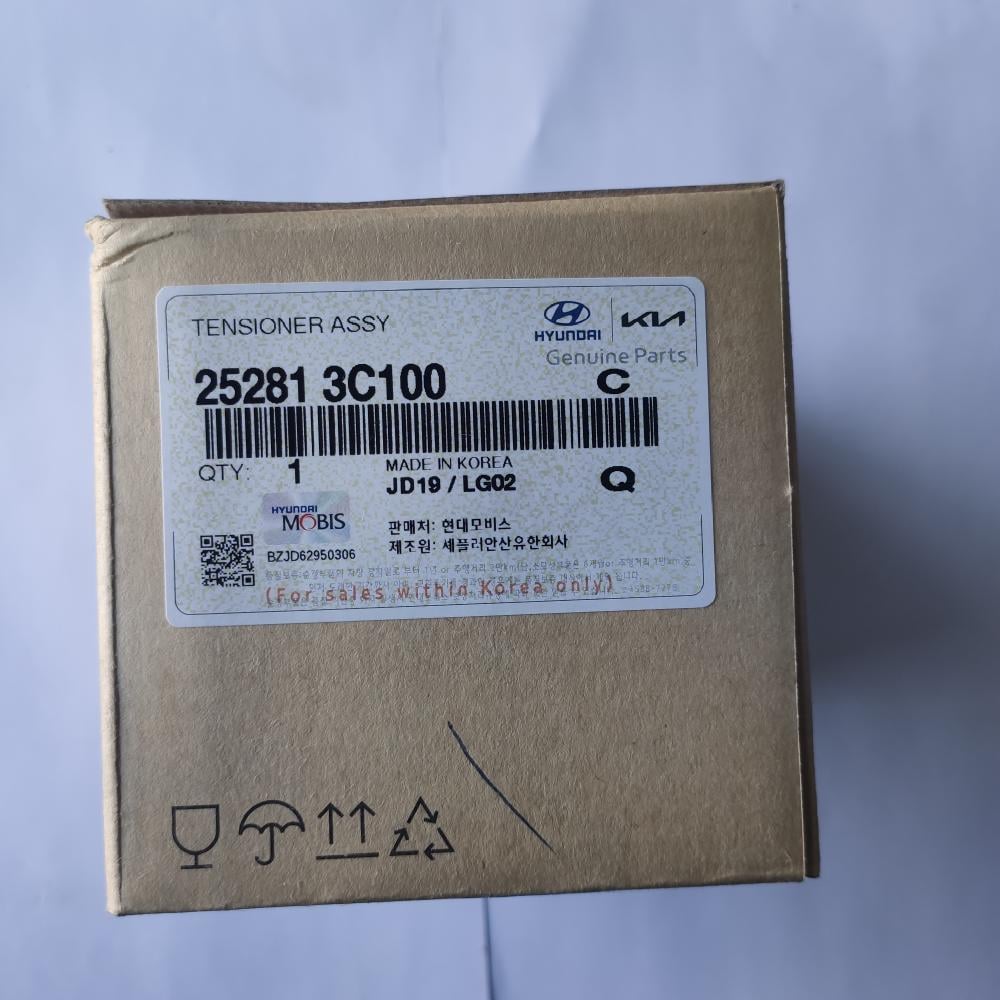 TENSIONER ASSY
HYUNDAI KIA
Genuine Parts
25281 3C100 C
QTY: 1
MADE IN KOREA
JD19 / LG02
Q
HYUNDAI
MOBIS
판매처: 현대모비스
제조원: 셰플러안산유한회사
BZJD62950306
(For sales within Korea only)